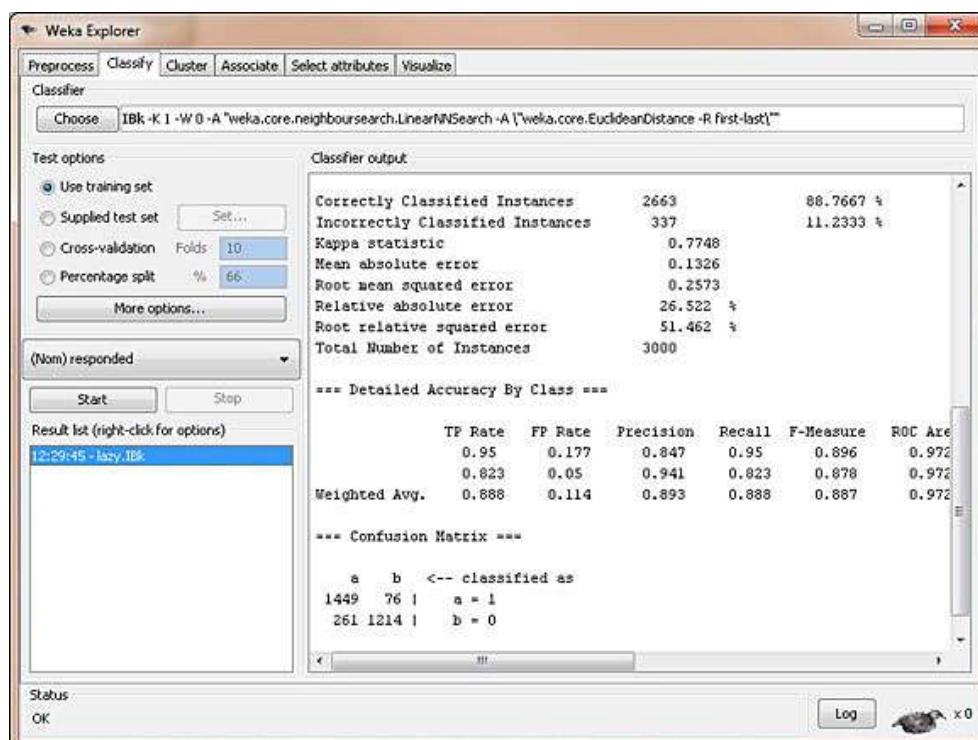 Weka Explorer
Preprocess Classify Cluster Associate Select attributes Visualize
Classifier
Choose IBk -K 1 -W 0 -A "weka.core.neighboursearch.LinearNNSearch -A \"weka.core.EuclideanDistance -R first-last\""
Test options
Use training set
Supplied test set Set...
Cross-validation Folds 10
Percentage split % 66
More options...
(Nom) responded
Start Stop
Result list (right-click for options)
12:29:45 - lazy.IBk
Classifier output
Correctly Classified Instances 2663 88.7667 %
Incorrectly Classified Instances 337 11.2333 %
Kappa statistic 0.7748
Mean absolute error 0.1326
Root mean squared error 0.2573
Relative absolute error 26.522 %
Root relative squared error 51.462 %
Total Number of Instances 3000
=== Detailed Accuracy By Class ===
TP Rate FP Rate Precision Recall F-Measure ROC Are
0.95 0.177 0.847 0.95 0.896 0.972
0.823 0.05 0.941 0.823 0.878 0.972
Weighted Avg. 0.888 0.114 0.893 0.888 0.887 0.972
=== Confusion Matrix ===
a b <-- classified as
1449 76 | a = 1
261 1214 | b = 0
Status
OK
Log x 0